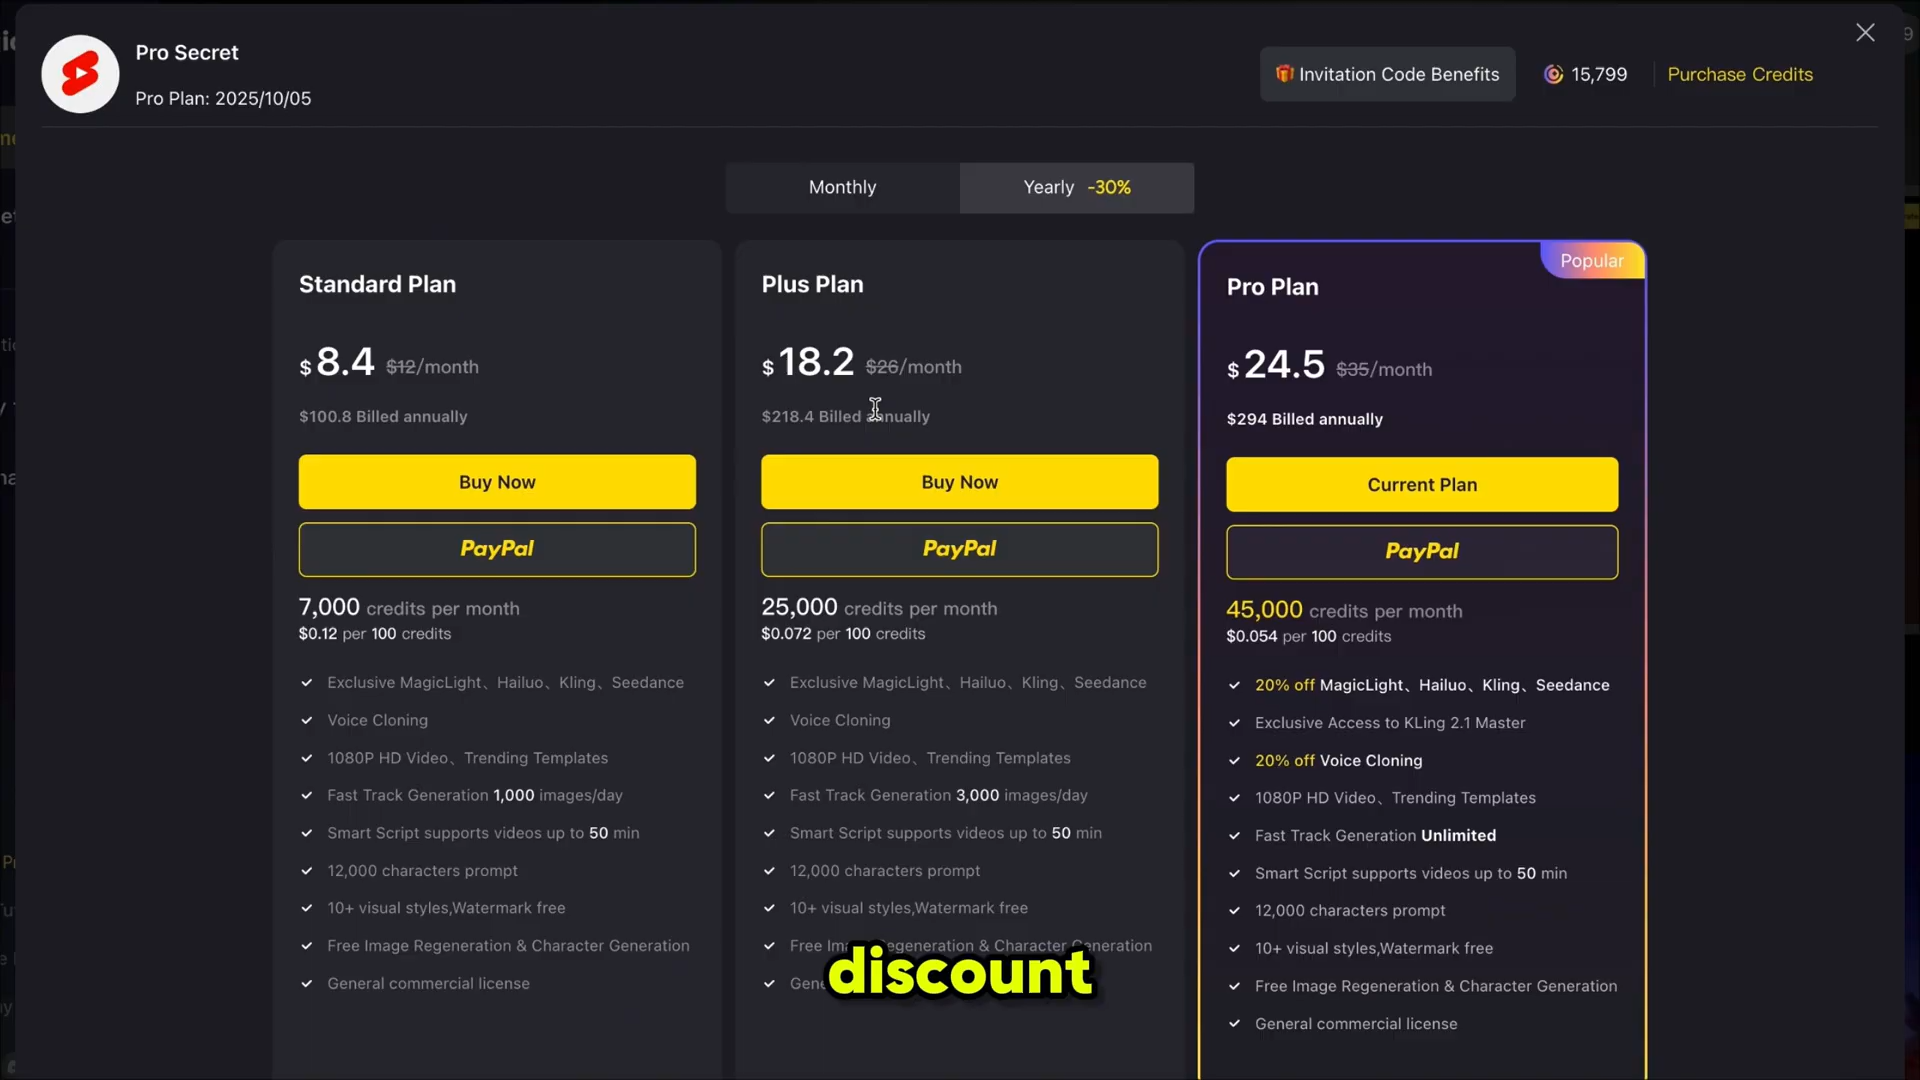 Pro Secret
Pro Plan: 2025/10/05
🎁 Invitation Code Benefits
15,799
Purchase Credits
Monthly
Yearly -30%
Standard Plan
$ 8.4 $12/month
$100.8 Billed annually
Buy Now
PayPal
7,000 credits per month
$0.12 per 100 credits
Exclusive MagicLight、Hailuo、Kling、Seedance
Voice Cloning
1080P HD Video、Trending Templates
Fast Track Generation 1,000 images/day
Smart Script supports videos up to 50 min
12,000 characters prompt
10+ visual styles,Watermark free
Free Image Regeneration & Character Generation
General commercial license
Plus Plan
$ 18.2 $26/month
$218.4 Billed annually
Buy Now
PayPal
25,000 credits per month
$0.072 per 100 credits
Exclusive MagicLight、Hailuo、Kling、Seedance
Voice Cloning
1080P HD Video、Trending Templates
Fast Track Generation 3,000 images/day
Smart Script supports videos up to 50 min
12,000 characters prompt
10+ visual styles,Watermark free
Free Image Regeneration & Character Generation
discount
Popular
Pro Plan
$ 24.5 $35/month
$294 Billed annually
Current Plan
PayPal
45,000 credits per month
$0.054 per 100 credits
20% off MagicLight、Hailuo、Kling、Seedance
Exclusive Access to KLing 2.1 Master
20% off Voice Cloning
1080P HD Video、Trending Templates
Fast Track Generation Unlimited
Smart Script supports videos up to 50 min
12,000 characters prompt
10+ visual styles,Watermark free
Free Image Regeneration & Character Generation
General commercial license